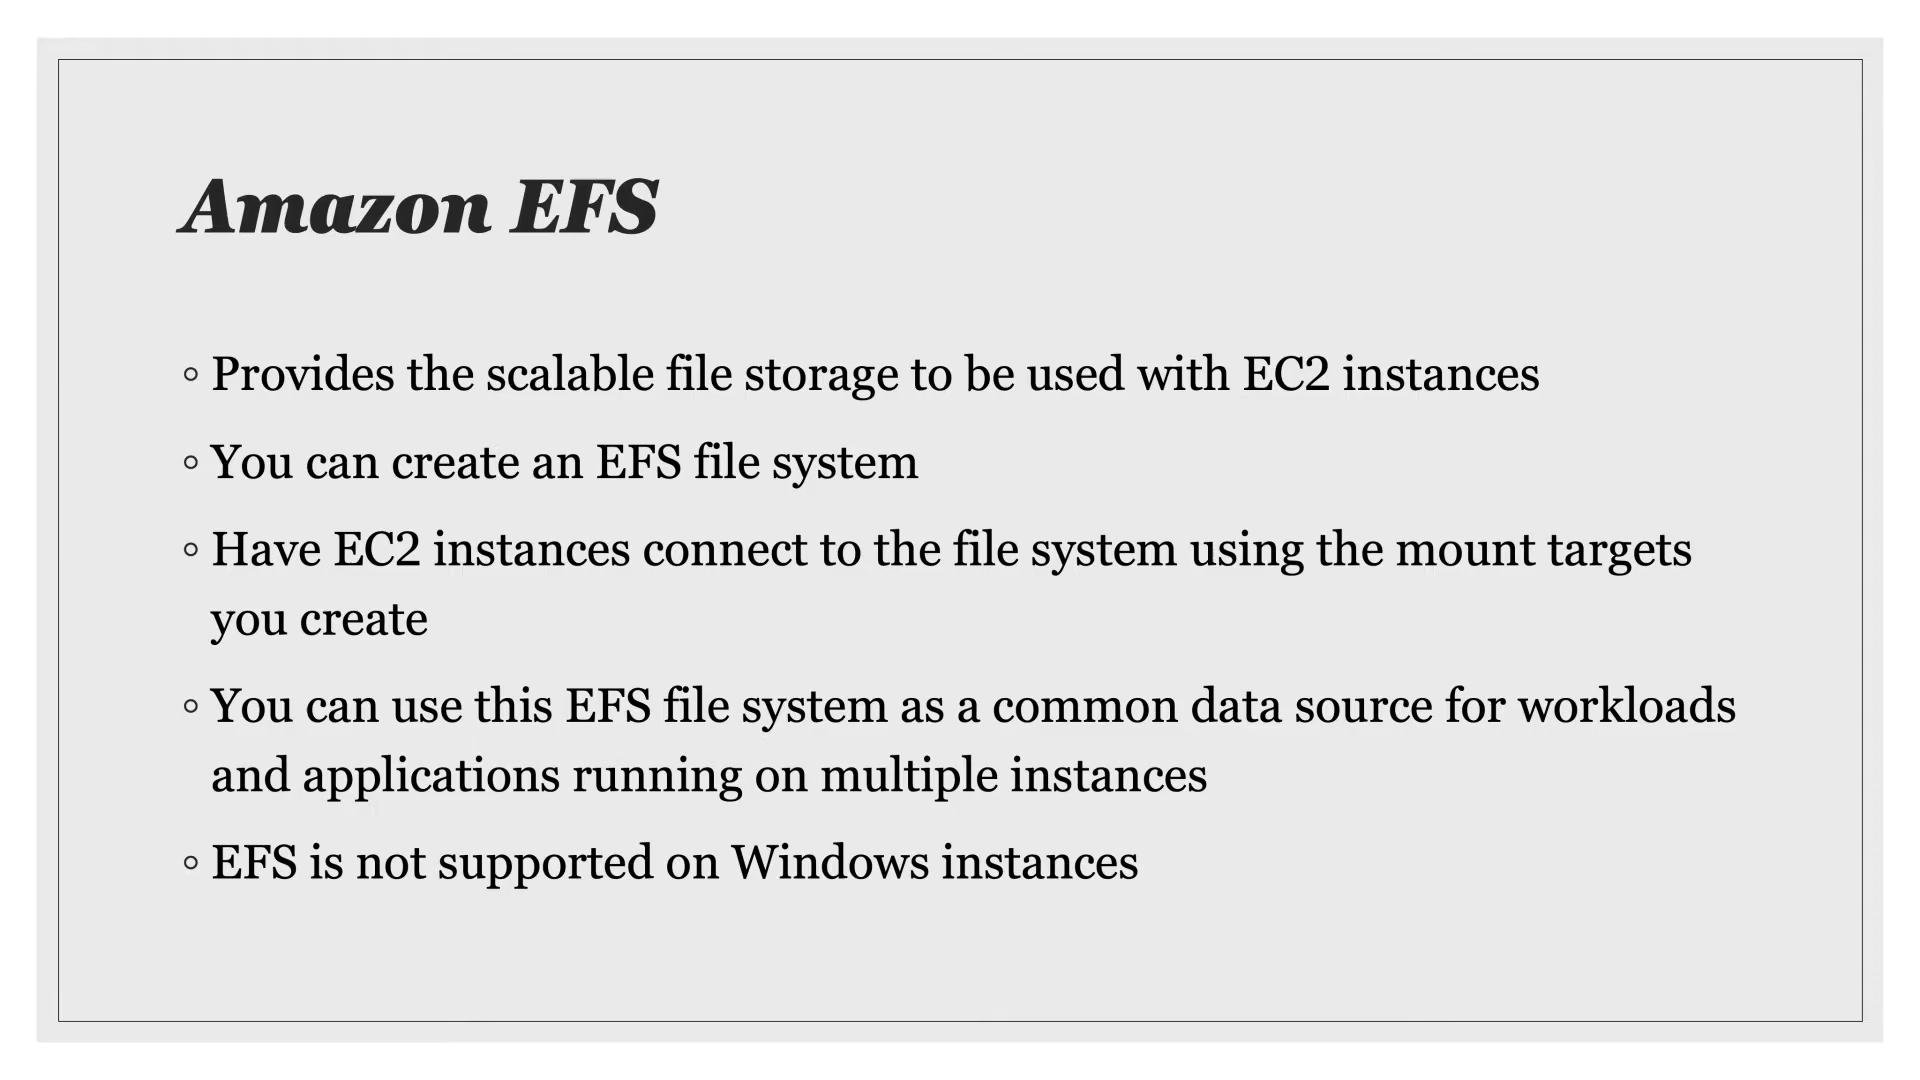 Amazon EFS
◦ Provides the scalable file storage to be used with EC2 instances
◦ You can create an EFS file system
◦ Have EC2 instances connect to the file system using the mount targets
you create
◦ You can use this EFS file system as a common data source for workloads
and applications running on multiple instances
◦ EFS is not supported on Windows instances